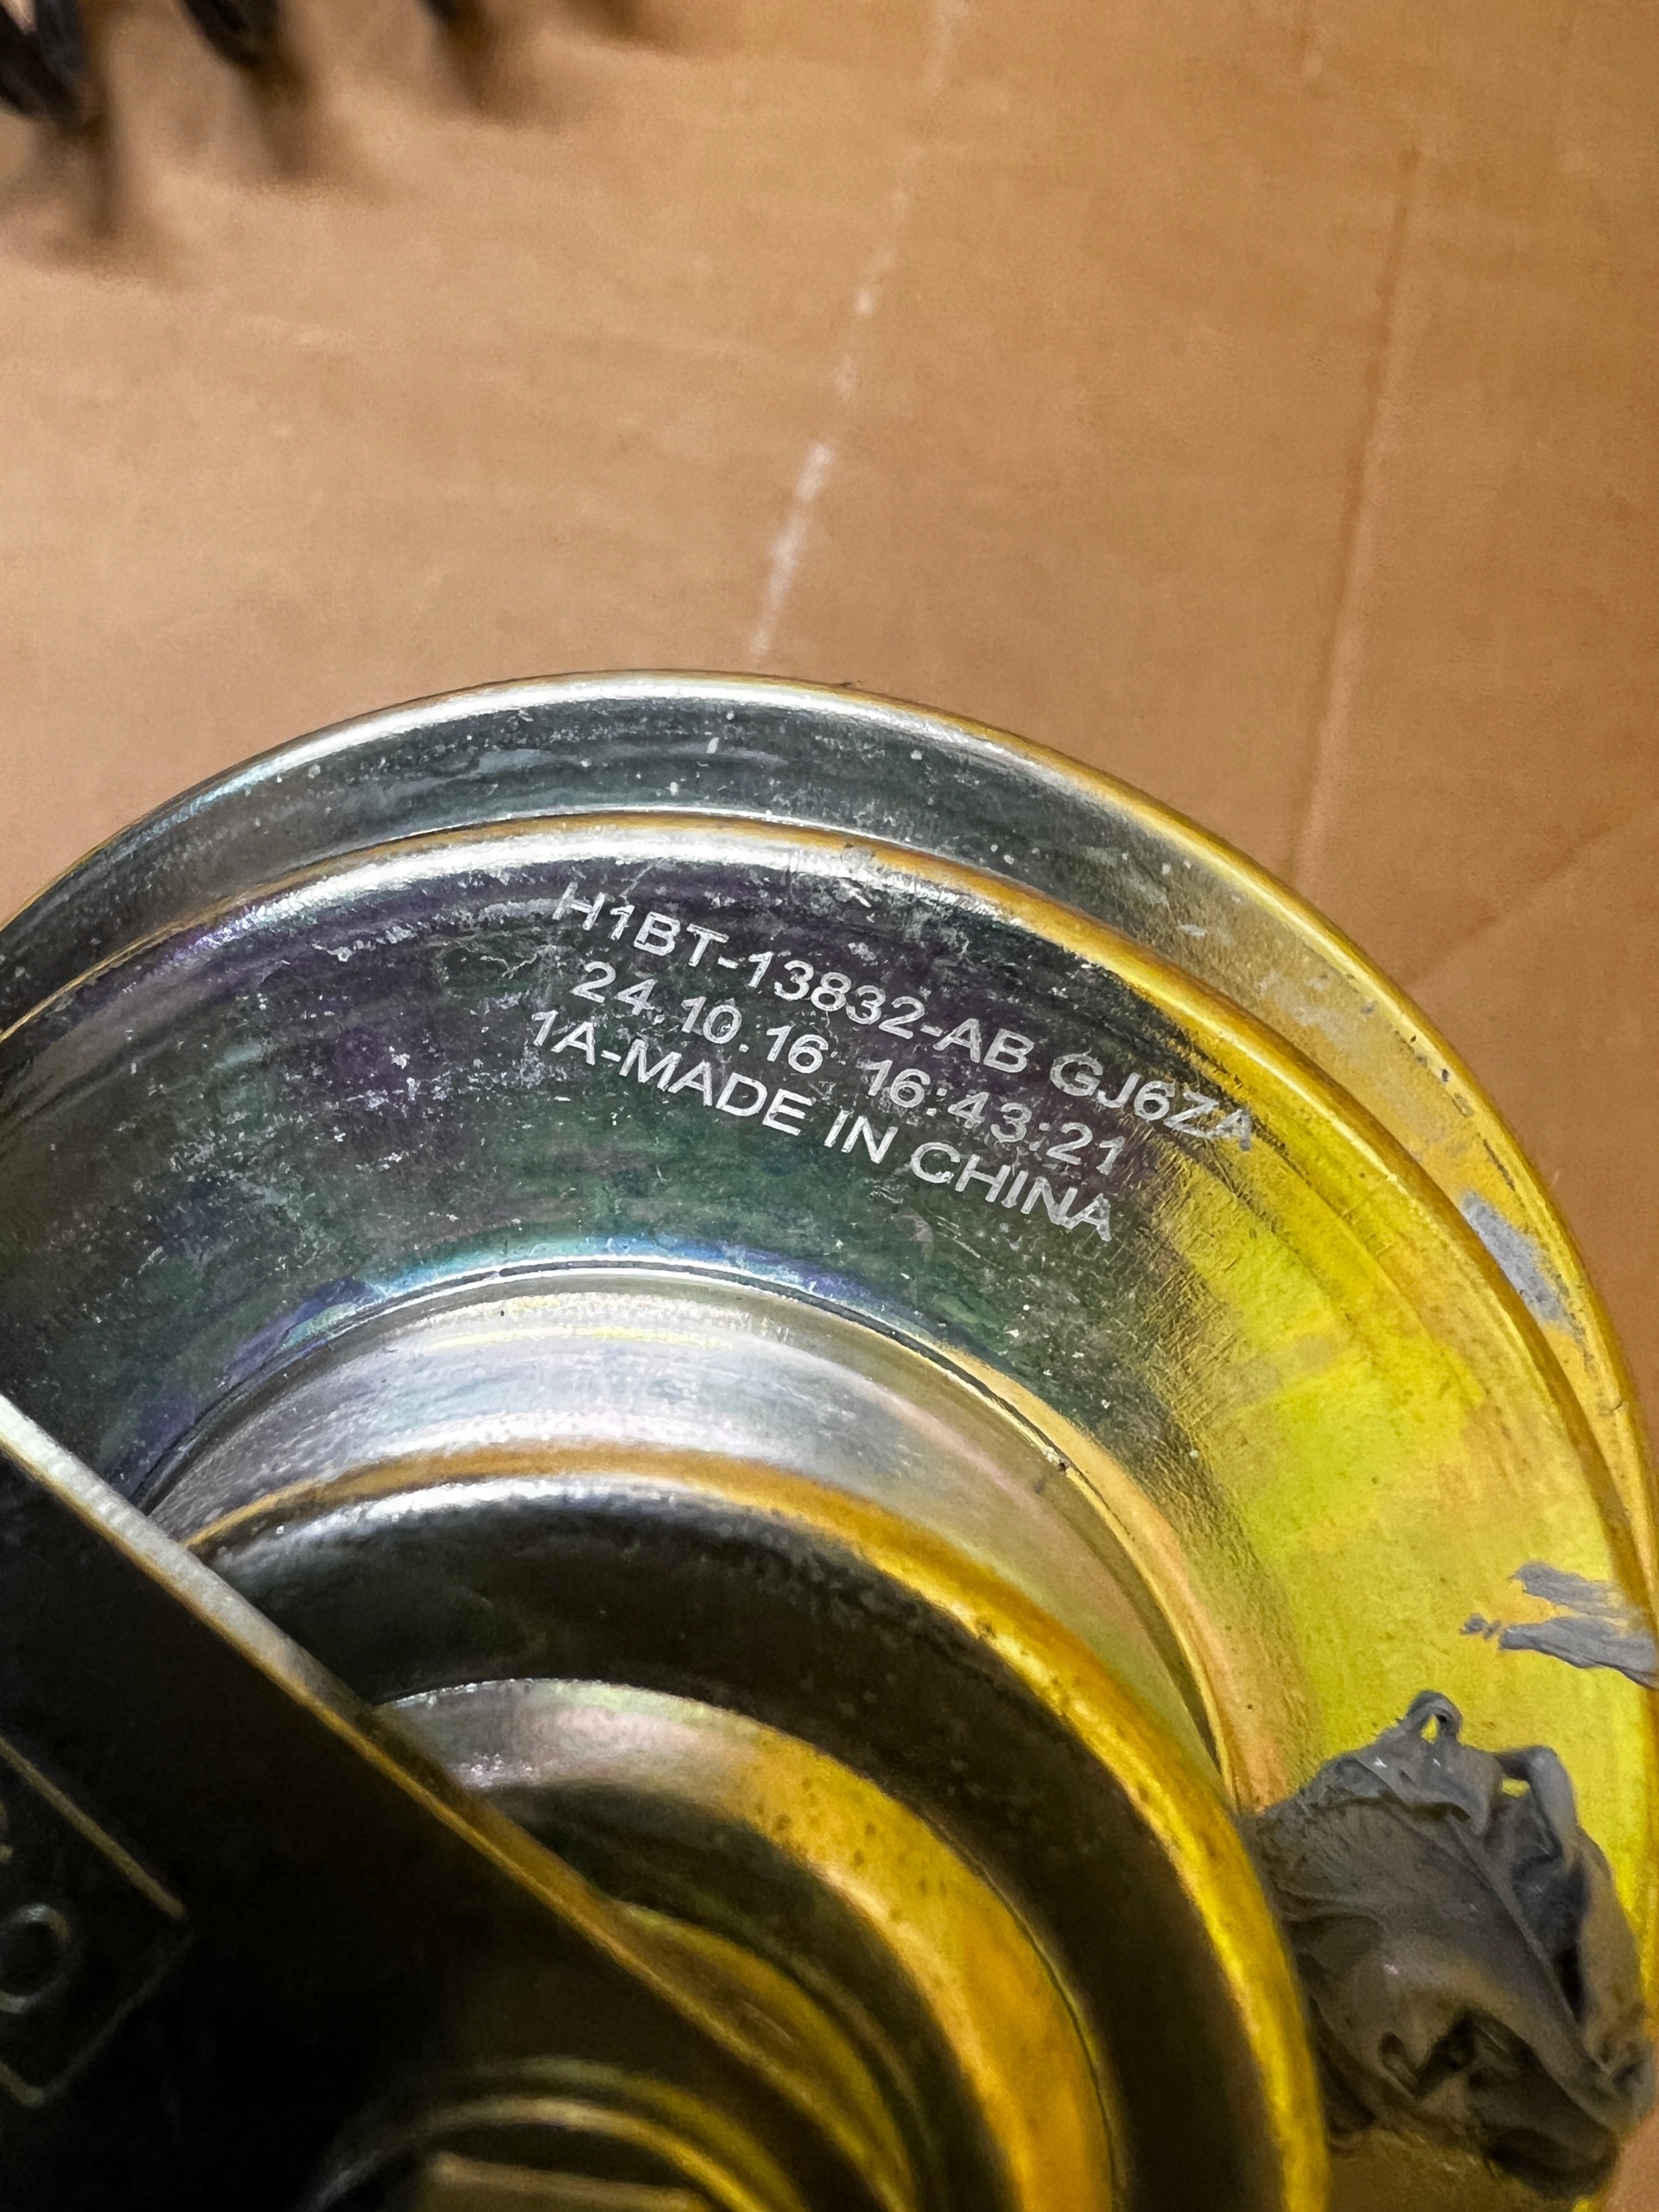 H1BT-13832-AB GJ6ZA
24.10.16 16:43:21
1A-MADE IN CHINA